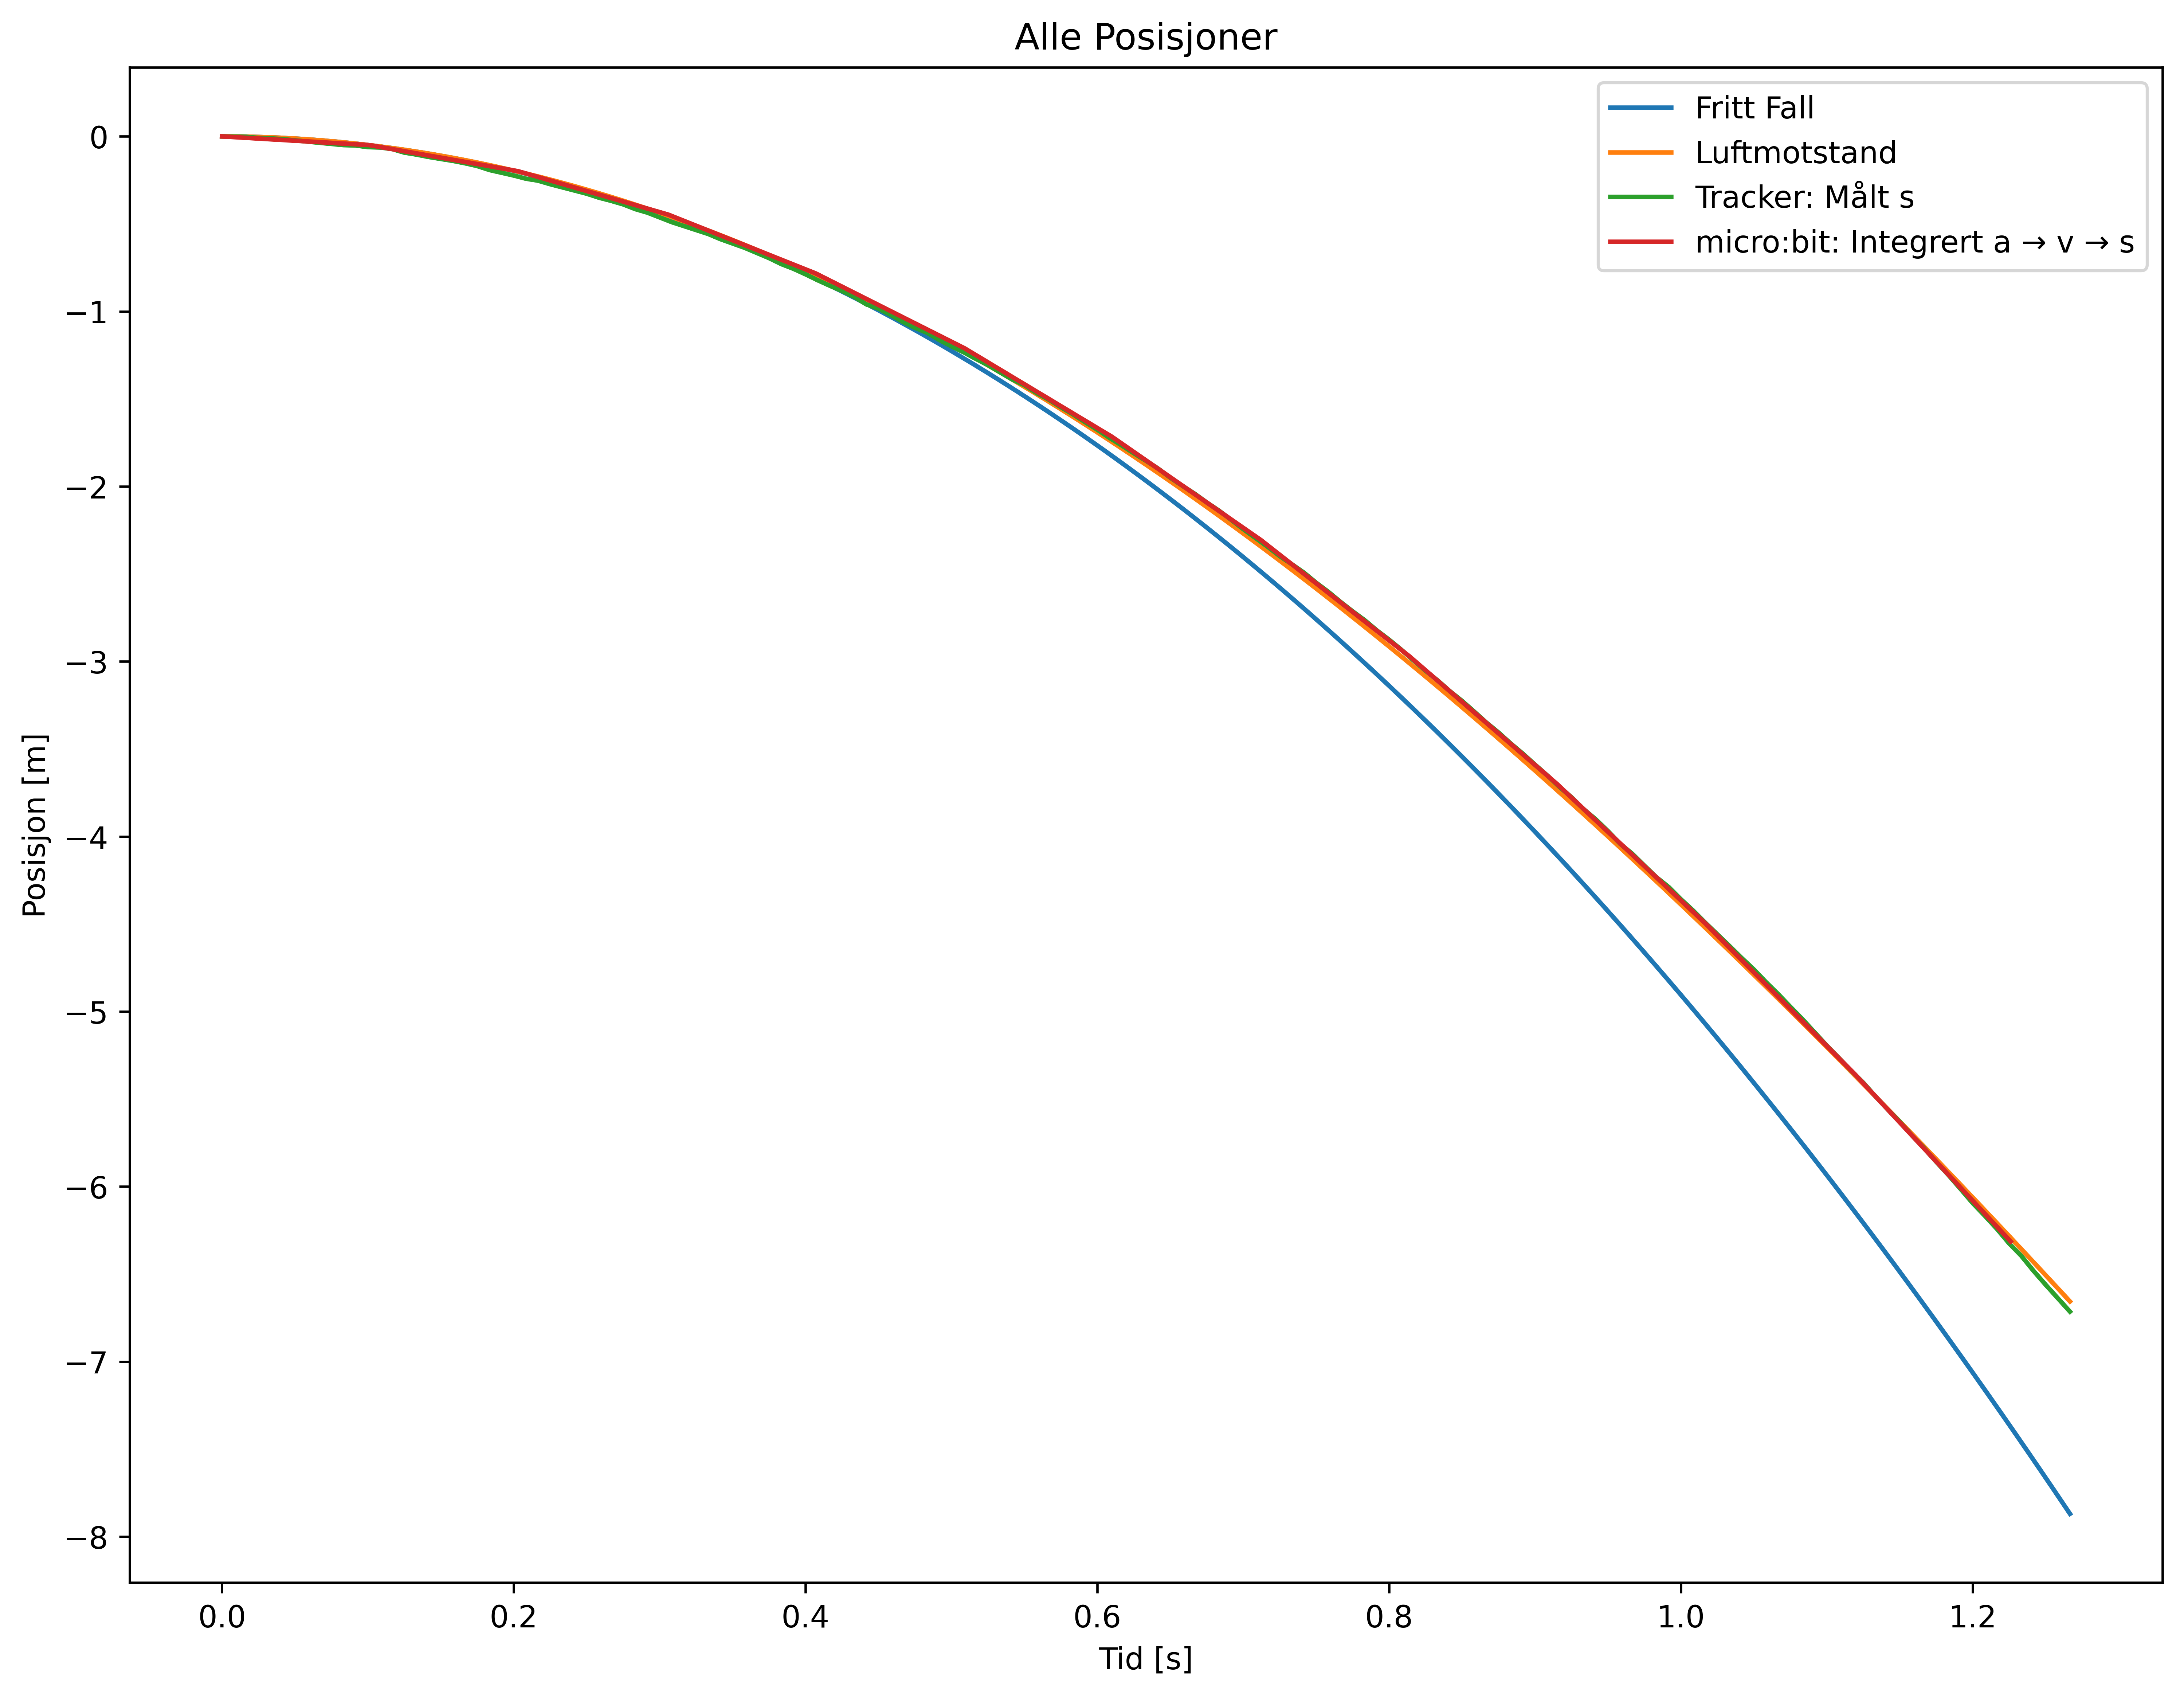 Alle Posisjoner
Fritt Fall
Luftmotstand
Tracker: Målt s
micro:bit: Integrert a → v → s
Posisjon [m]
0
−1
−2
−3
−4
−5
−6
−7
−8
0.0 0.2 0.4 0.6 0.8 1.0 1.2
Tid [s]